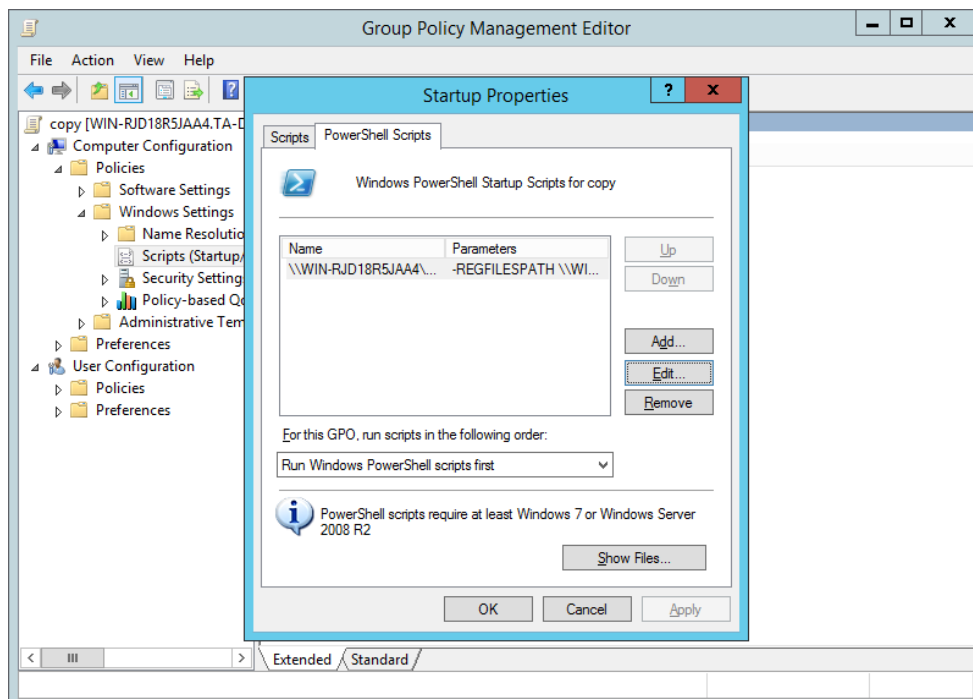 Group Policy Management Editor
File Action View Help
copy [WIN-RJD18R5JAA4.TA-D
Computer Configuration
Policies
Software Settings
Windows Settings
Name Resolutio
Scripts (Startup/
Security Setting
Policy-based Qo
Administrative Tem
Preferences
User Configuration
Policies
Preferences
Startup Properties
? x
Scripts PowerShell Scripts
Windows PowerShell Startup Scripts for copy
Name Parameters
\\WIN-RJD18R5JAA4\... -REGFILESPATH \\WI...
Up
Down
Add...
Edit...
Remove
For this GPO, run scripts in the following order:
Run Windows PowerShell scripts first
PowerShell scripts require at least Windows 7 or Windows Server
2008 R2
Show Files...
OK Cancel Apply
Extended Standard